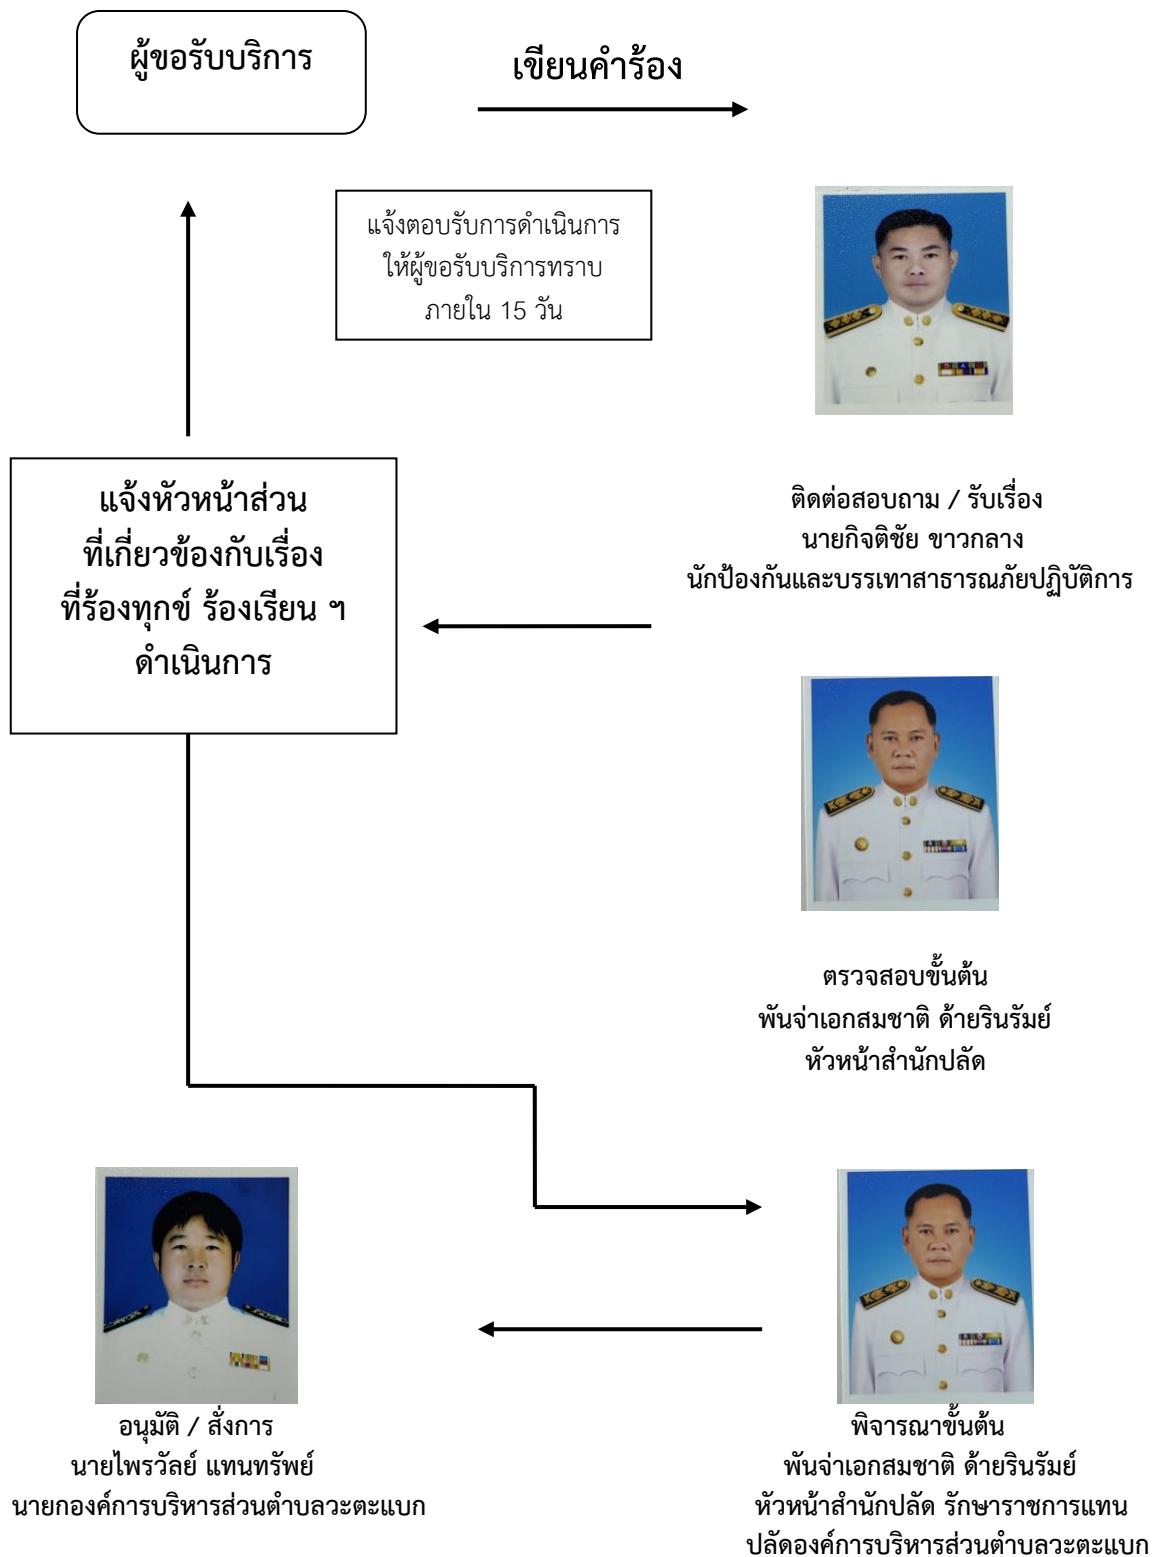 ผู้ขอรับบริการ
เขียนคำร้อง
แจ้งตอบรับการดำเนินการ
ให้ผู้ขอรับบริการทราบ
ภายใน 15 วัน
แจ้งหัวหน้าส่วน
ที่เกี่ยวข้องกับเรื่อง
ที่ร้องทุกข์ ร้องเรียน ฯ
ดำเนินการ
ติดต่อสอบถาม / รับเรื่อง
นายกิจติชัย ขาวกลาง
นักป้องกันและบรรเทาสาธารณภัยปฏิบัติการ
ตรวจสอบขั้นต้น
พันจ่าเอกสมชาติ ด้ายรินรัมย์
หัวหน้าสำนักปลัด
อนุมัติ / สั่งการ
นายไพรวัลย์ แทนทรัพย์
นายกองค์การบริหารส่วนตำบลวะตะแบก
พิจารณาขั้นต้น
พันจ่าเอกสมชาติ ด้ายรินรัมย์
หัวหน้าสำนักปลัด รักษาราชการแทน
ปลัดองค์การบริหารส่วนตำบลวะตะแบก